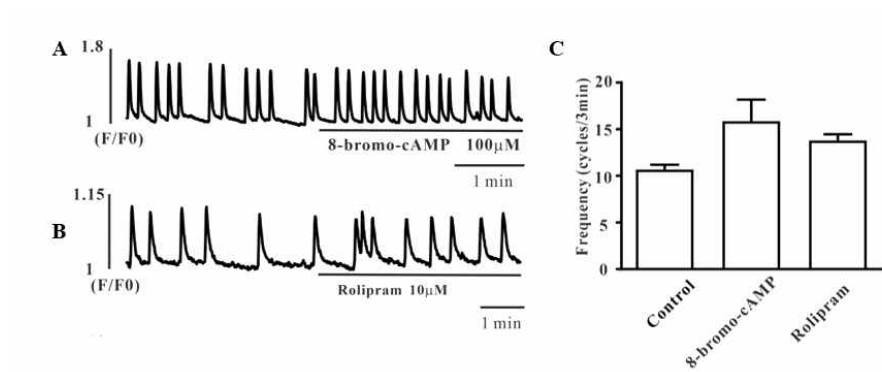 A
1.8
1
(F/F0)
8-bromo-cAMP 100µM
1 min
B
1.15
1
(F/F0)
Rolipram 10µM
1 min
C
Frequency (cycles/3min)
20
15
10
5
0
Control
8-bromo-cAMP
Rolipram